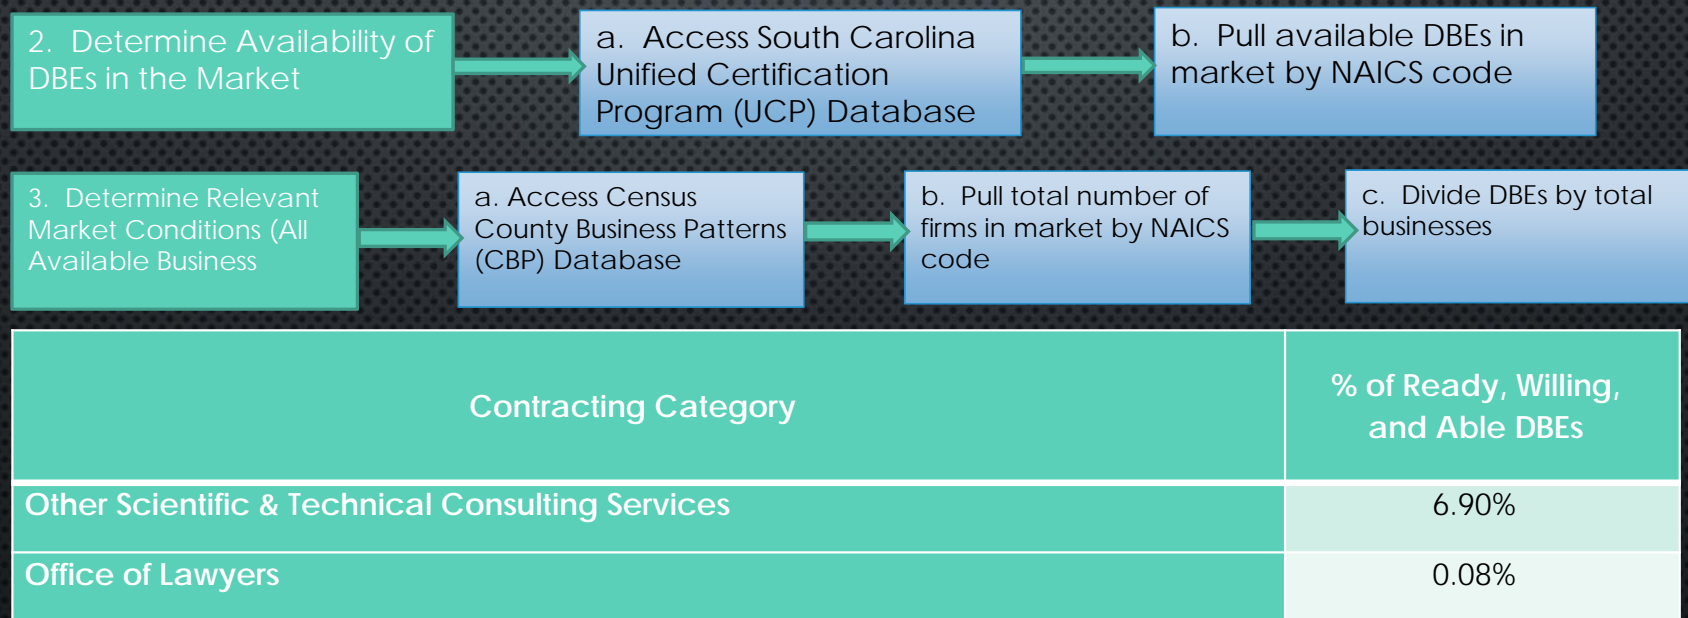 2. Determine Availability of
DBEs in the Market
a. Access South Carolina
Unified Certification
Program (UCP) Database
b. Pull available DBEs in
market by NAICS code
3. Determine Relevant
Market Conditions (All
Available Business
a. Access Census
County Business Patterns
(CBP) Database
b. Pull total number of
firms in market by NAICS
code
c. Divide DBEs by total
businesses
Contracting Category
% of Ready, Willing,
and Able DBEs
Other Scientific & Technical Consulting Services
6.90%
Office of Lawyers
0.08%